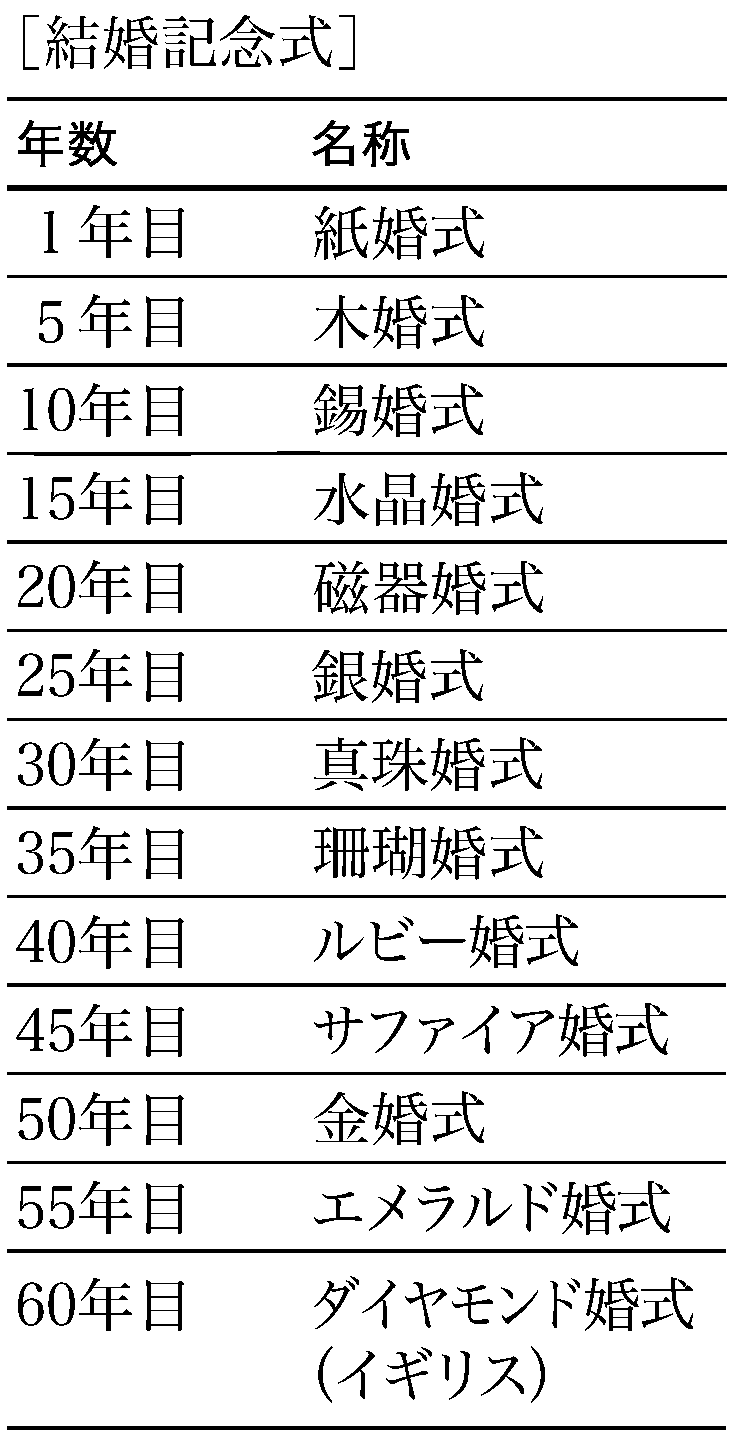 ［結婚記念式］
年数 名称
1年目 紙婚式
5年目 木婚式
10年目 錫婚式
15年目 水晶婚式
20年目 磁器婚式
25年目 銀婚式
30年目 真珠婚式
35年目 珊瑚婚式
40年目 ルビー婚式
45年目 サファイア婚式
50年目 金婚式
55年目 エメラルド婚式
60年目 ダイヤモンド婚式
(イギリス)